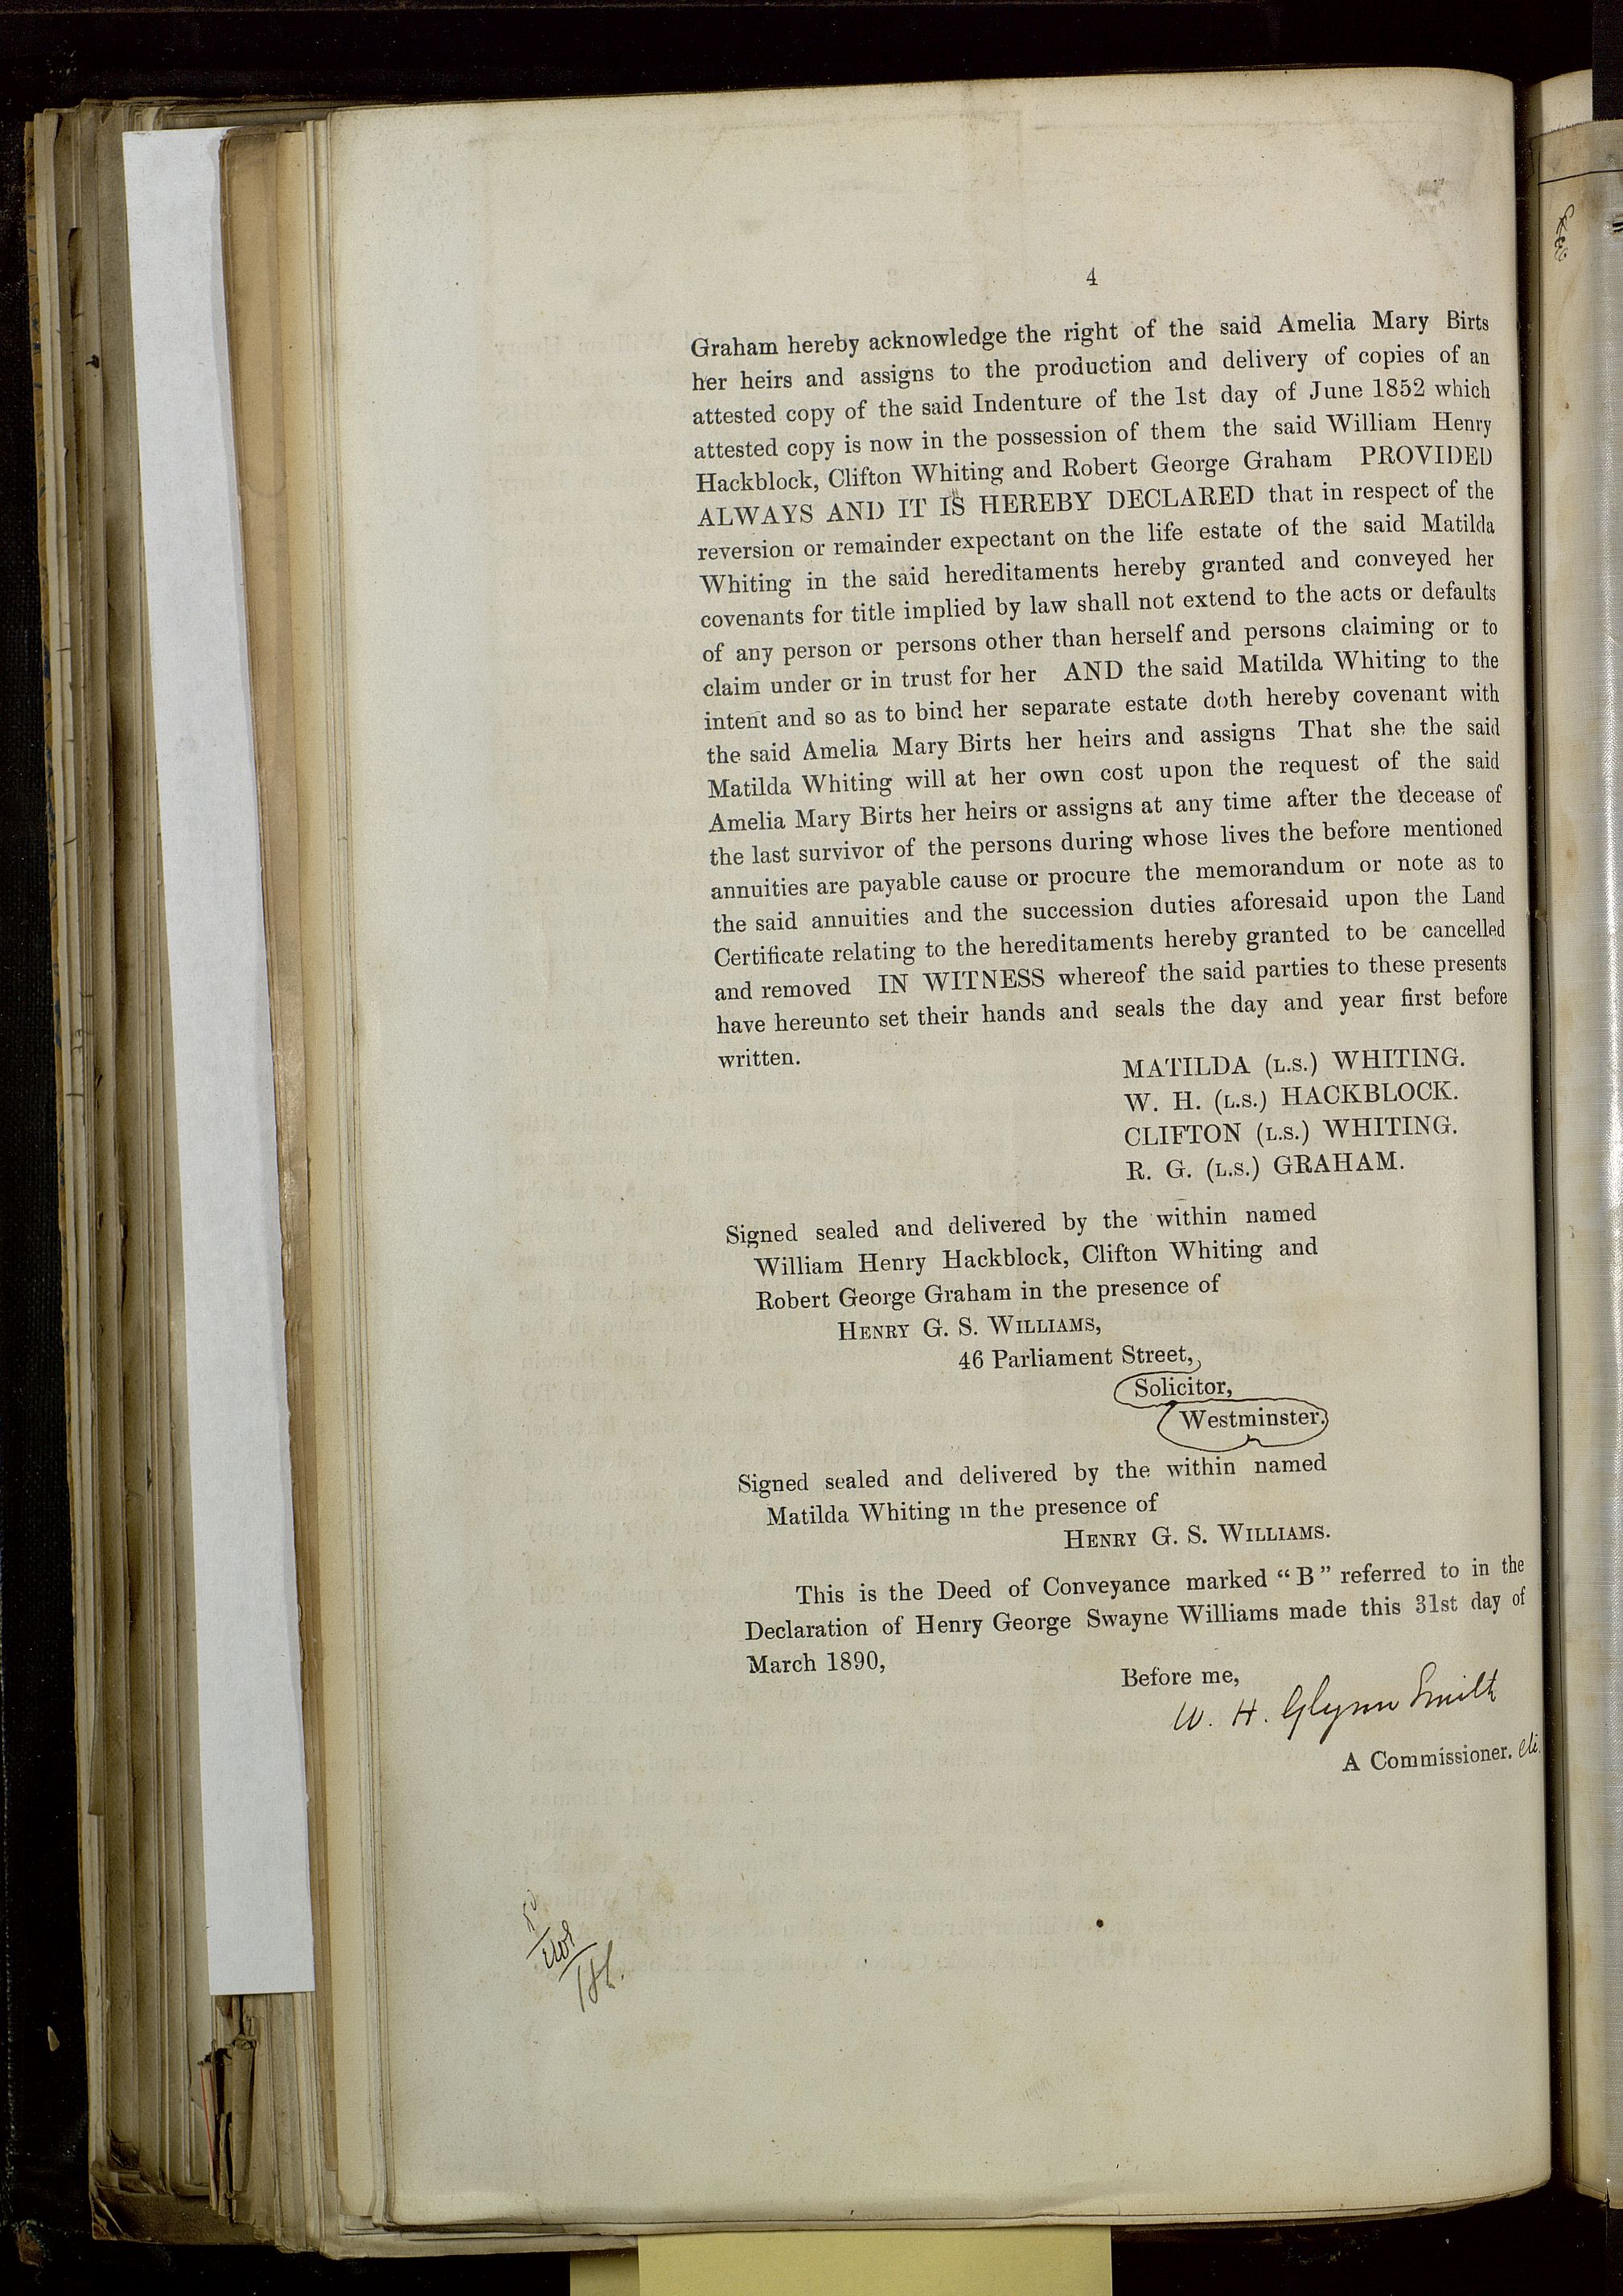 4
Graham hereby acknowledge the right of the said Amelia Mary Birts
her heirs and assigns to the production and delivery of copies of an
attested copy of the said Indenture of the 1st day of June 1852 which
attested copy is now in the possession of them the said William Henry
Hackblock, Clifton Whiting and Robert George Graham PROVIDED
ALWAYS AND IT IS HEREBY DECLARED that in respect of the
reversion or remainder expectant on the life estate of the said Matilda
Whiting in the said hereditaments hereby granted and conveyed her
covenants for title implied by law shall not extend to the acts or defaults
of any person or persons other than herself and persons claiming or to
claim under or in trust for her AND the said Matilda Whiting to the
intent and so as to bind her separate estate doth hereby covenant with
the said Amelia Mary Birts her heirs and assigns That she the said
Matilda Whiting will at her own cost upon the request of the said
Amelia Mary Birts her heirs or assigns at any time after the decease of
the last survivor of the persons during whose lives the before mentioned
annuities are payable cause or procure the memorandum or note as to
the said annuities and the succession duties aforesaid upon the Land
Certificate relating to the hereditaments hereby granted to be cancelled
and removed IN WITNESS whereof the said parties to these presents
have hereunto set their hands and seals the day and year first before
written.
MATILDA (L.S.) WHITING.
W. H. (L.S.) HACKBLOCK.
CLIFTON (L.S.) WHITING.
R. G. (L.S.) GRAHAM.
Signed sealed and delivered by the within named
William Henry Hackblock, Clifton Whiting and
Robert George Graham in the presence of
HENRY G. S. WILLIAMS,
46 Parliament Street,
Solicitor,
Westminster.
Signed sealed and delivered by the within named
Matilda Whiting in the presence of
HENRY G. S. WILLIAMS.
This is the Deed of Conveyance marked "B" referred to in the
Declaration of Henry George Swayne Williams made this 31st day of
March 1890,
Before me,
W. H. Glynn Smith
A Commissioner.